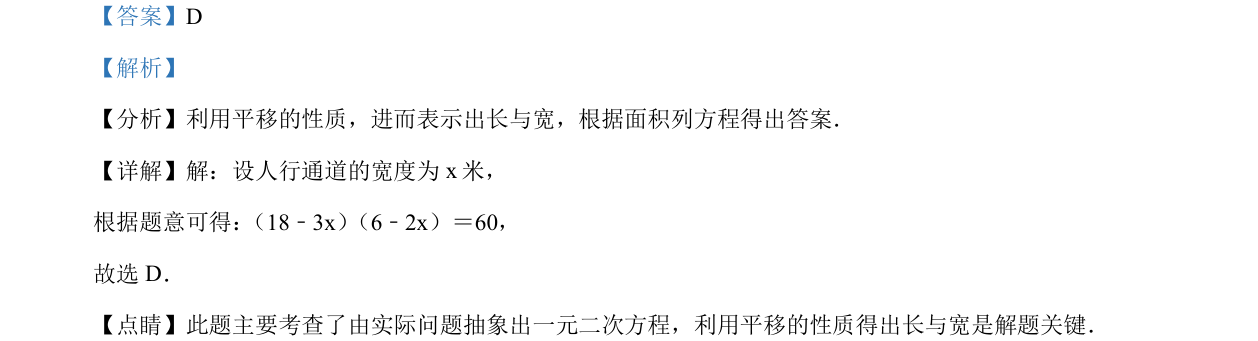 【答案】D
【解析】
【分析】利用平移的性质，进而表示出长与宽，根据面积列方程得出答案．
【详解】解：设人行通道的宽度为 x 米，
根据题意可得：（18﹣3x）（6﹣2x）＝60，
故选 D．
【点睛】此题主要考查了由实际问题抽象出一元二次方程，利用平移的性质得出长与宽是解题关键．